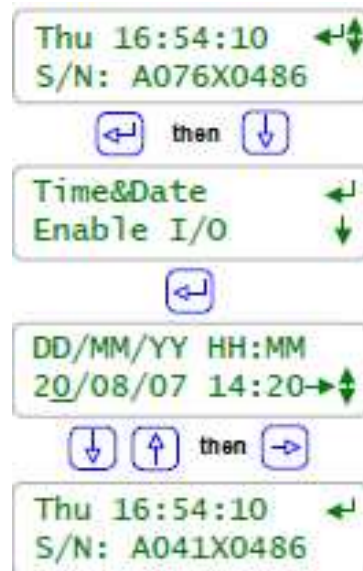 Thu 16:54:10
S/N: A076X0486
then
Time&Date
Enable I/O
DD/MM/YY HH:MM
20/08/07 14:20
then
Thu 16:54:10
S/N: A041X0486